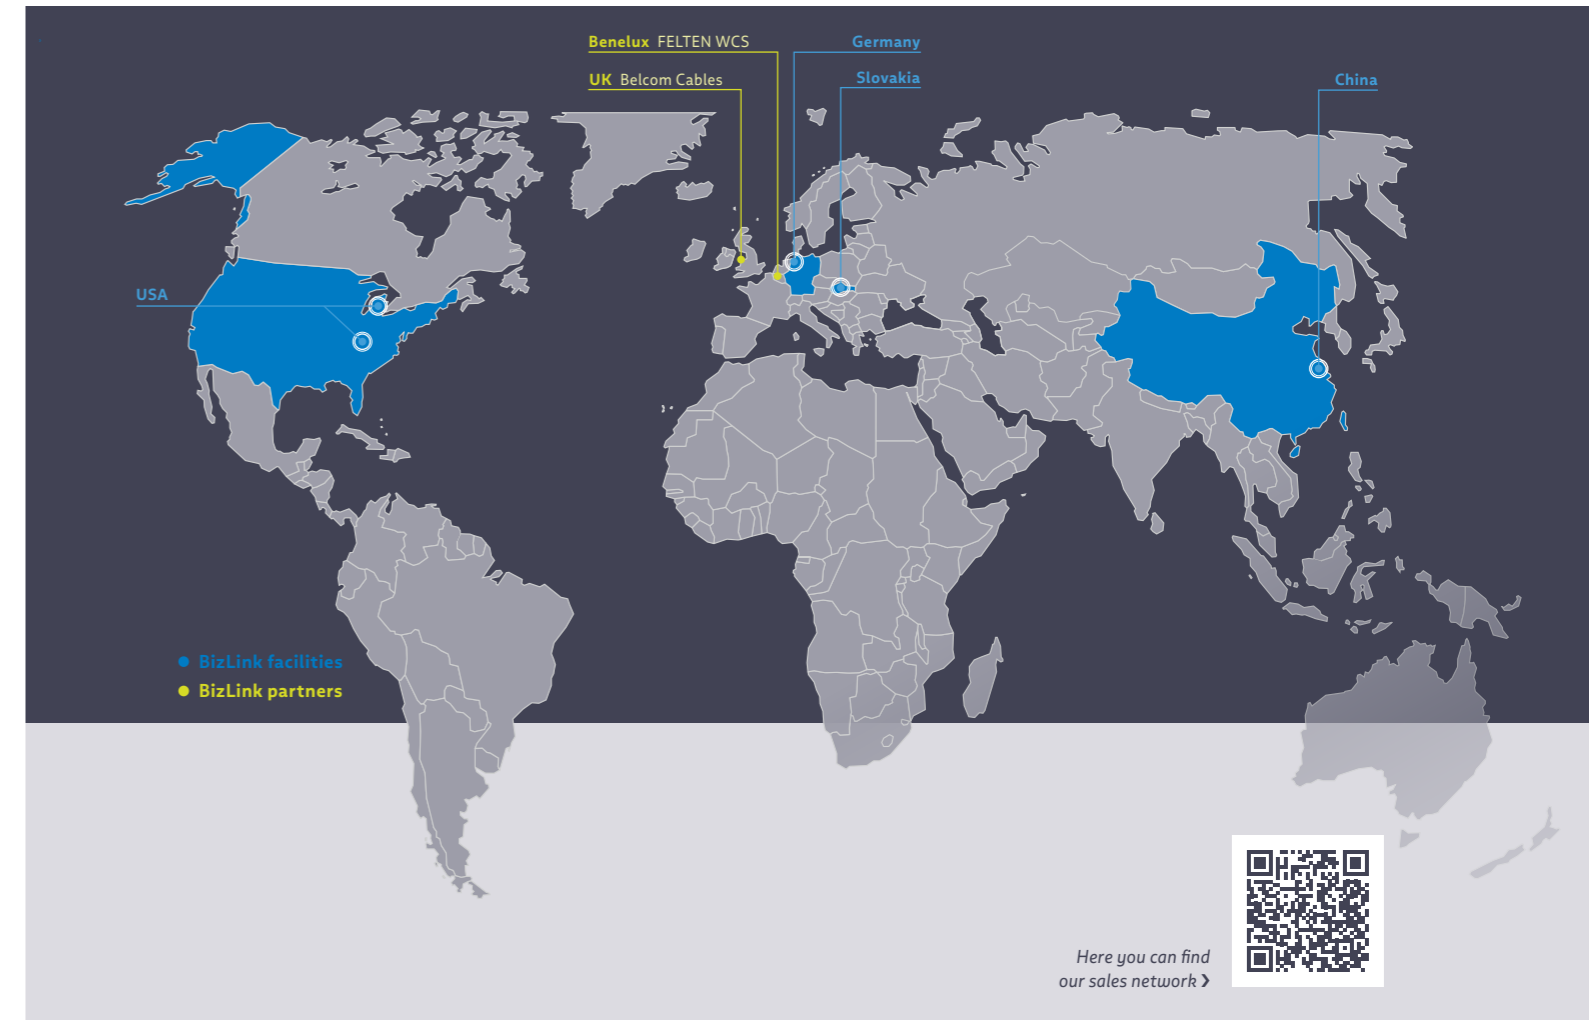 Benelux FELTEN WCS
Germany
UK Belcom Cables
Slovakia
China
USA
BizLink facilities
BizLink partners
Here you can find
our sales network ❯